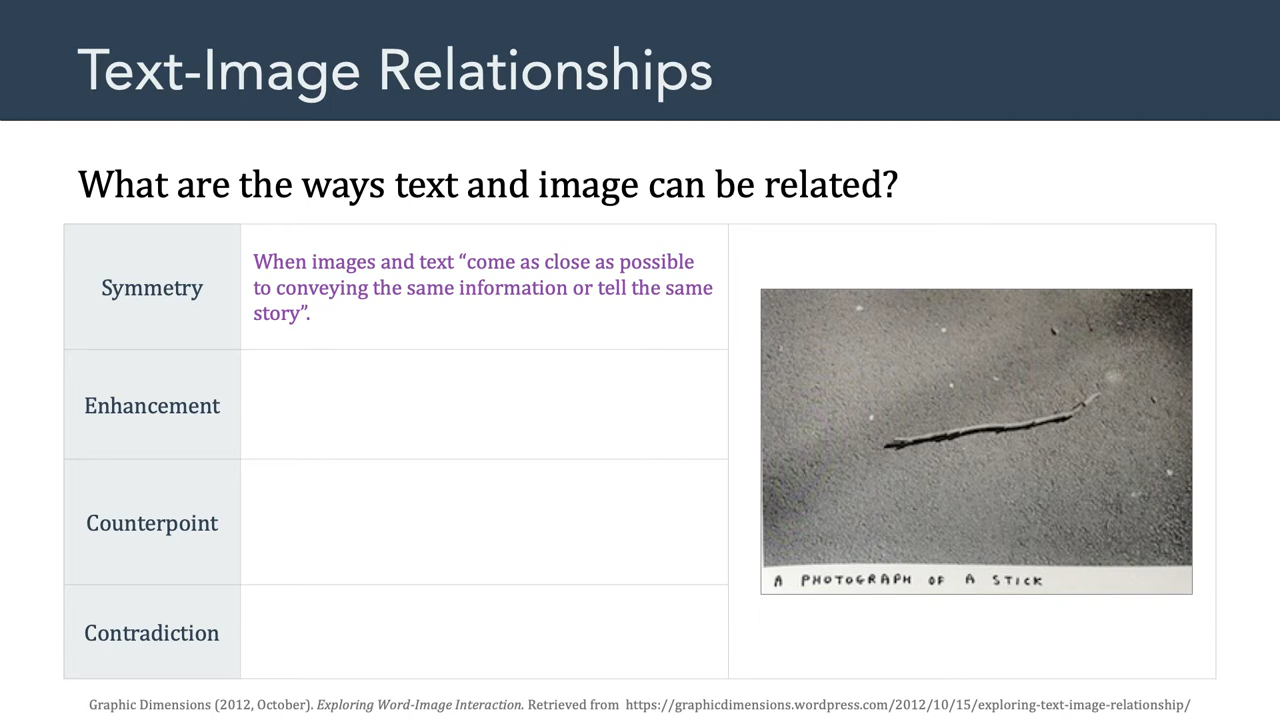 Text-Image Relationships
What are the ways text and image can be related?
Symmetry
When images and text “come as close as possible
to conveying the same information or tell the same
story”.
Enhancement
Counterpoint
Contradiction
A PHOTOGRAPH OF A STICK
Graphic Dimensions (2012, October). Exploring Word-Image Interaction. Retrieved from https://graphicdimensions.wordpress.com/2012/10/15/exploring-text-image-relationship/